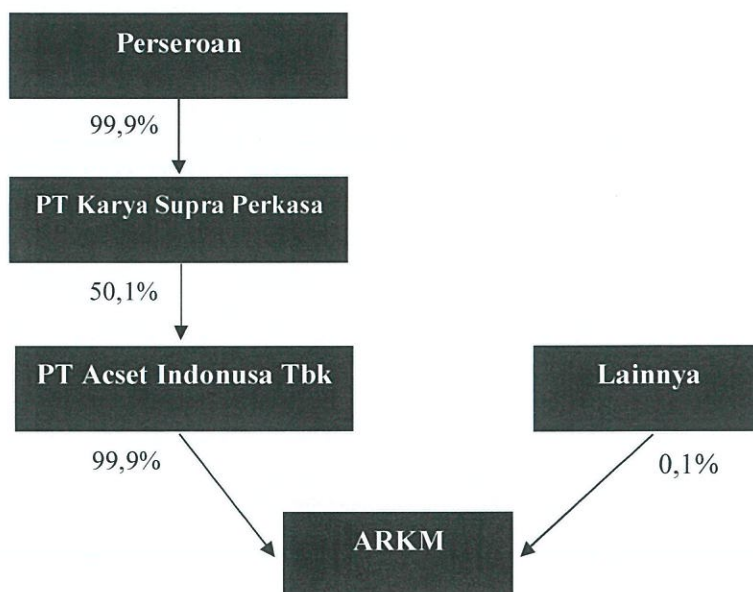 Perseroan
99,9%
PT Karya Supra Perkasa
50,1%
PT Acset Indonusa Tbk
Lainnya
99,9%
0,1%
ARKM